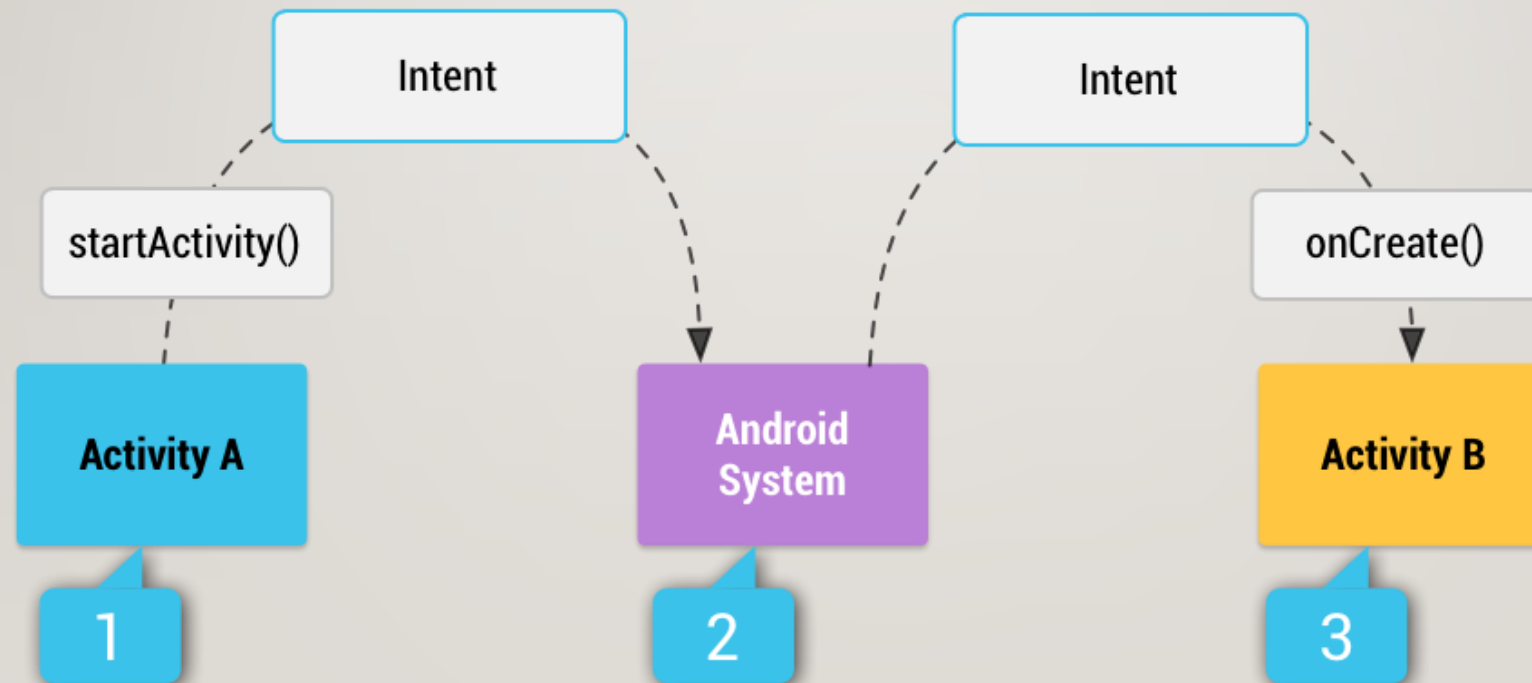 Intent
Intent
startActivity()
onCreate()
Activity A
Android
System
Activity B
1
2
3